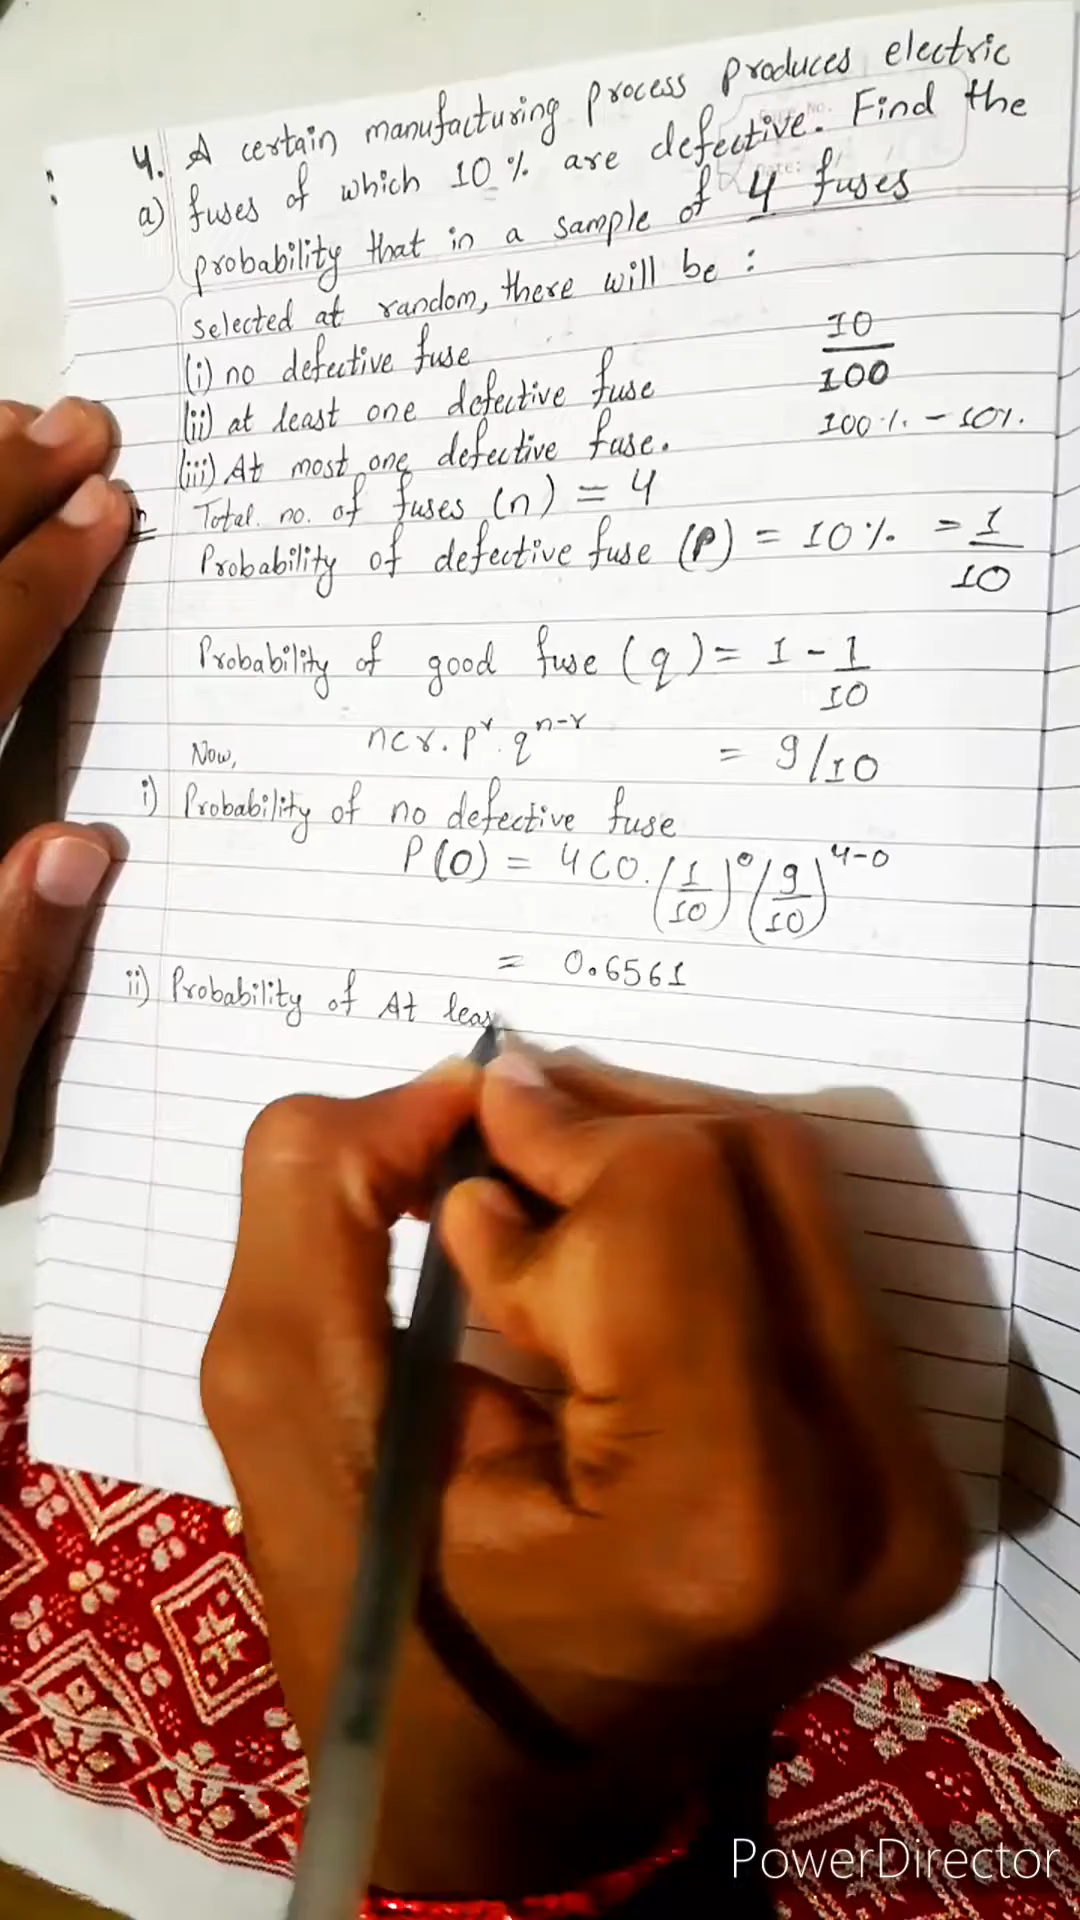 4. A certain manufacturing process produces electric
a) fuses of which 10 % are defective. Find the
probability that in a sample of 4 fuses
selected at random, there will be :
(i) no defective fuse
10
100
(ii) at least one defective fuse
100 % - 10 %
(iii) At most one defective fuse.
Total. no. of fuses (n) = 4
Probability of defective fuse (P) = 10 % = 1/10
Probability of good fuse (q) = 1 - 1/10
Now, ncr. p^r. q^n-r = 9/10
i) Probability of no defective fuse
P(0) = 4C0. (1/10)^0 (9/10)^4-0
= 0.6561
ii) Probability of At leas
PowerDirector